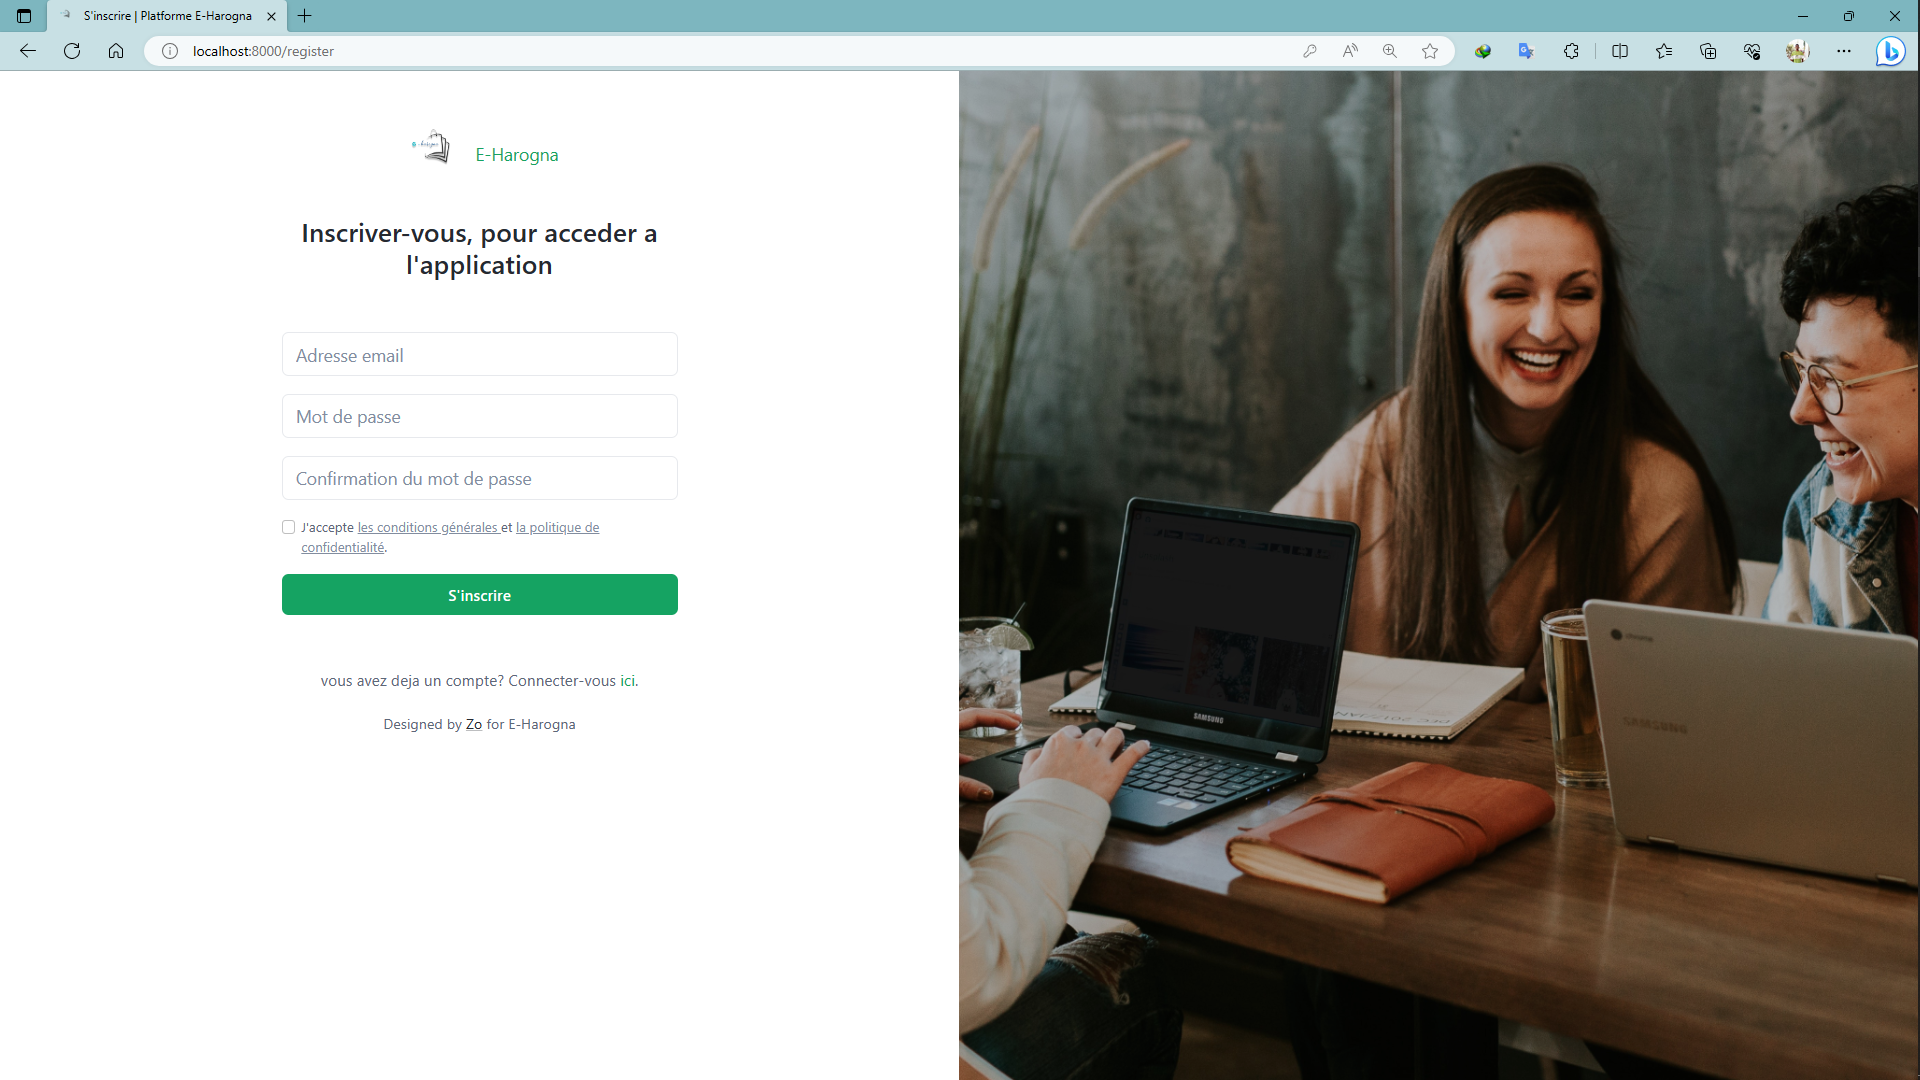 S'inscrire | Platforme E-Harogna
localhost:8000/register
E-Harogna
Inscriver-vous, pour acceder a
l'application
Adresse email
Mot de passe
Confirmation du mot de passe
J'accepte les conditions générales et la politique de
confidentialité.
S'inscrire
vous avez deja un compte? Connecter-vous ici.
Designed by Zo for E-Harogna
SAMSUNG
chrome
SAMSUNG